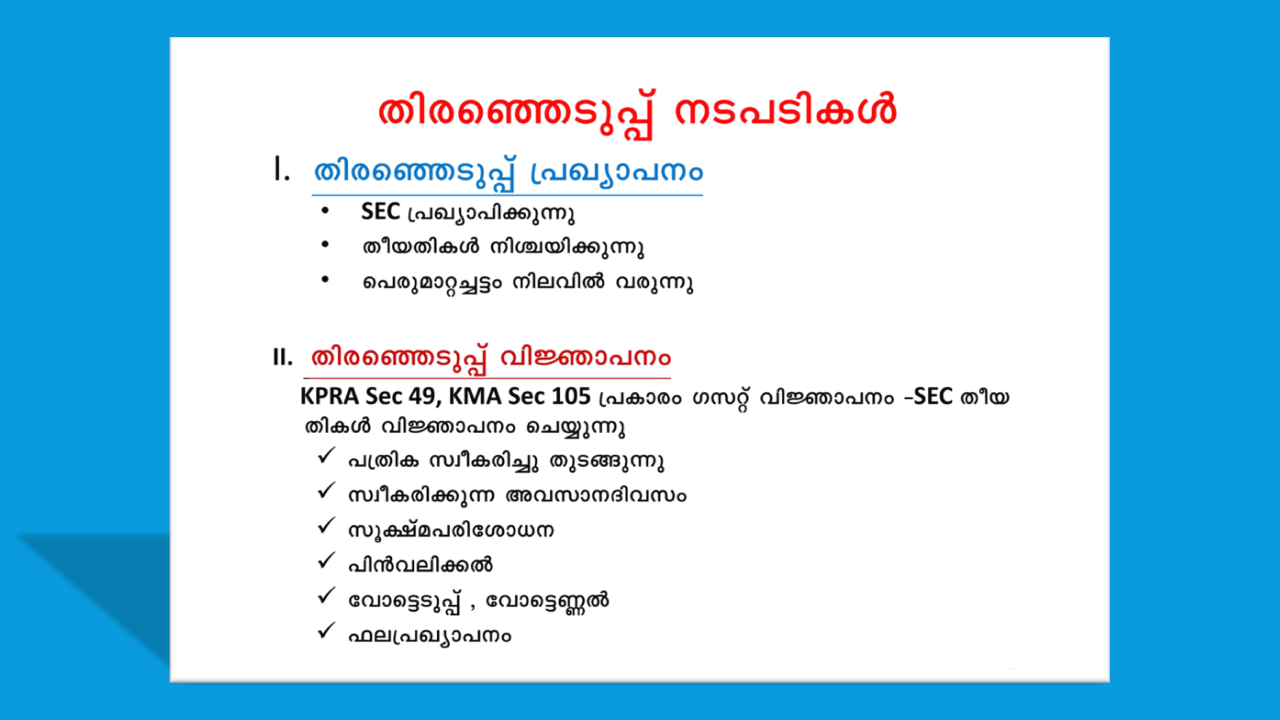 തിരഞ്ഞെടുപ്പ് നടപടികൾ
I. തിരഞ്ഞെടുപ്പ് പ്രഖ്യാപനം
• SEC പ്രഖ്യാപിക്കുന്നു
• തീയതികൾ നിശ്ചയിക്കുന്നു
• പെരുമാറ്റച്ചട്ടം നിലവിൽ വരുന്നു
II. തിരഞ്ഞെടുപ്പ് വിജ്ഞാപനം
KPRA Sec 49, KMA Sec 105 പ്രകാരം ഗസറ്റ് വിജ്ഞാപനം –SEC തീയ
തികൾ വിജ്ഞാപനം ചെയ്യുന്നു
✓ പത്രിക സ്വീകരിച്ചു തുടങ്ങുന്നു
✓ സ്വീകരിക്കുന്ന അവസാനദിവസം
✓ സൂക്ഷ്മപരിശോധന
✓ പിൻവലിക്കൽ
✓ വോട്ടെടുപ്പ് , വോട്ടെണ്ണൽ
✓ ഫലപ്രഖ്യാപനം